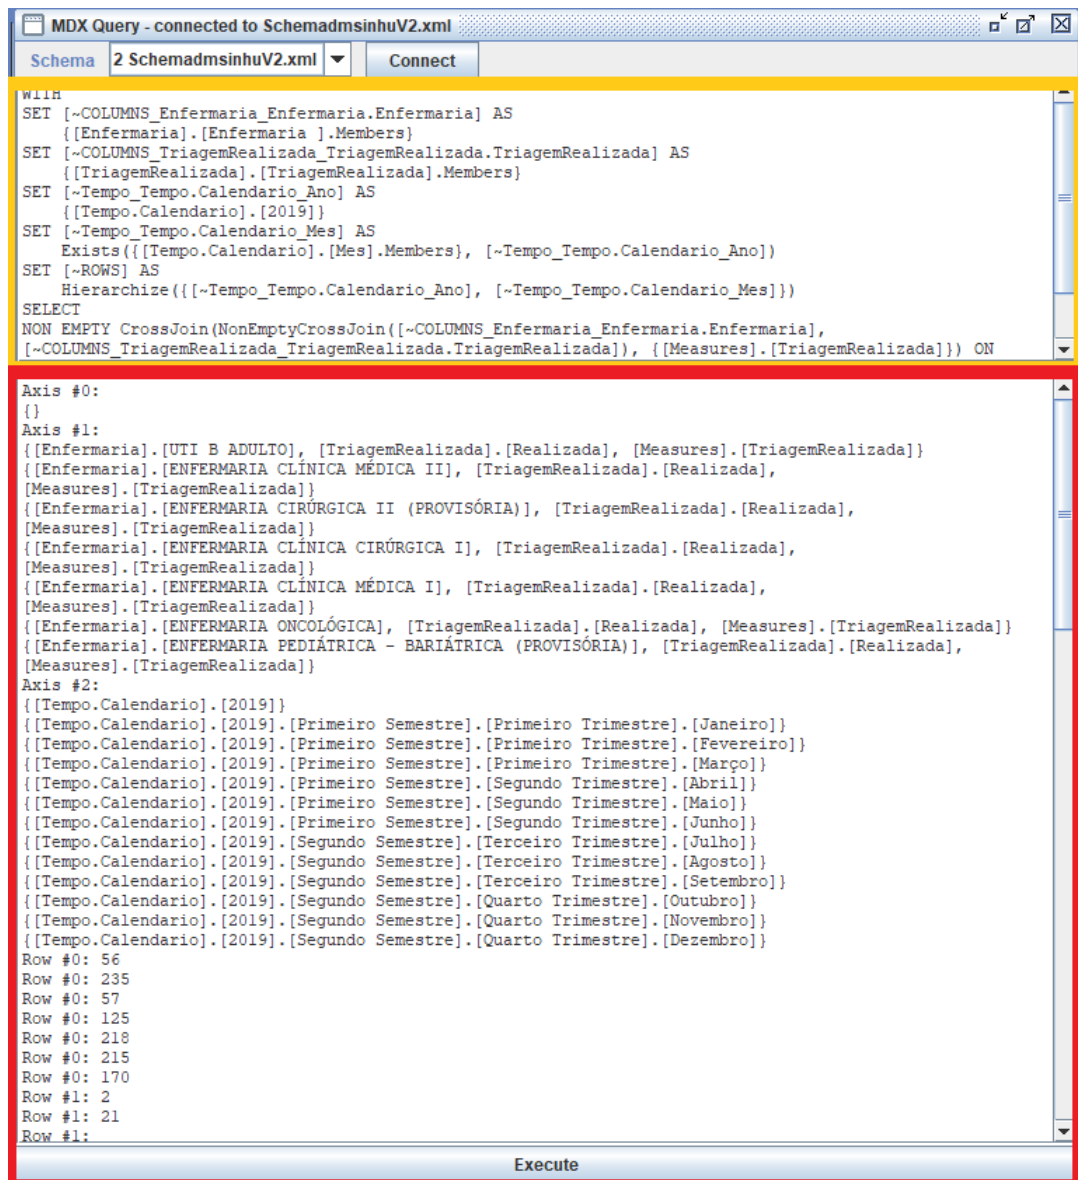 MDX Query - connected to SchemadmsinhuV2.xml
Schema 2 SchemadmsinhuV2.xml Connect
WITH
SET [~COLUMNS_Enfermaria_Enfermaria.Enfermaria] AS
{[Enfermaria].[Enfermaria ].Members}
SET [~COLUMNS_TriagemRealizada_TriagemRealizada.TriagemRealizada] AS
{[TriagemRealizada].[TriagemRealizada].Members}
SET [~Tempo_Tempo.Calendario_Ano] AS
{[Tempo.Calendario].[2019]}
SET [~Tempo_Tempo.Calendario_Mes] AS
Exists({[Tempo.Calendario].[Mes].Members}, [~Tempo_Tempo.Calendario_Ano])
SET [~ROWS] AS
Hierarchize({[~Tempo_Tempo.Calendario_Ano], [~Tempo_Tempo.Calendario_Mes]})
SELECT
NON EMPTY CrossJoin(NonEmptyCrossJoin([~COLUMNS_Enfermaria_Enfermaria.Enfermaria],
[~COLUMNS_TriagemRealizada_TriagemRealizada.TriagemRealizada]), {[Measures].[TriagemRealizada]}) ON
Axis #0:
{}
Axis #1:
{[Enfermaria].[UTI B ADULTO], [TriagemRealizada].[Realizada], [Measures].[TriagemRealizada]}
{[Enfermaria].[ENFERMARIA CLÍNICA MÉDICA II], [TriagemRealizada].[Realizada],
[Measures].[TriagemRealizada]}
{[Enfermaria].[ENFERMARIA CIRÚRGICA II (PROVISÓRIA)], [TriagemRealizada].[Realizada],
[Measures].[TriagemRealizada]}
{[Enfermaria].[ENFERMARIA CLÍNICA CIRÚRGICA I], [TriagemRealizada].[Realizada],
[Measures].[TriagemRealizada]}
{[Enfermaria].[ENFERMARIA CLÍNICA MÉDICA I], [TriagemRealizada].[Realizada],
[Measures].[TriagemRealizada]}
{[Enfermaria].[ENFERMARIA ONCOLÓGICA], [TriagemRealizada].[Realizada], [Measures].[TriagemRealizada]}
{[Enfermaria].[ENFERMARIA PEDIÁTRICA - BARIÁTRICA (PROVISÓRIA)], [TriagemRealizada].[Realizada],
[Measures].[TriagemRealizada]}
Axis #2:
{[Tempo.Calendario].[2019]}
{[Tempo.Calendario].[2019].[Primeiro Semestre].[Primeiro Trimestre].[Janeiro]}
{[Tempo.Calendario].[2019].[Primeiro Semestre].[Primeiro Trimestre].[Fevereiro]}
{[Tempo.Calendario].[2019].[Primeiro Semestre].[Primeiro Trimestre].[Março]}
{[Tempo.Calendario].[2019].[Primeiro Semestre].[Segundo Trimestre].[Abril]}
{[Tempo.Calendario].[2019].[Primeiro Semestre].[Segundo Trimestre].[Maio]}
{[Tempo.Calendario].[2019].[Primeiro Semestre].[Segundo Trimestre].[Junho]}
{[Tempo.Calendario].[2019].[Segundo Semestre].[Terceiro Trimestre].[Julho]}
{[Tempo.Calendario].[2019].[Segundo Semestre].[Terceiro Trimestre].[Agosto]}
{[Tempo.Calendario].[2019].[Segundo Semestre].[Terceiro Trimestre].[Setembro]}
{[Tempo.Calendario].[2019].[Segundo Semestre].[Quarto Trimestre].[Outubro]}
{[Tempo.Calendario].[2019].[Segundo Semestre].[Quarto Trimestre].[Novembro]}
{[Tempo.Calendario].[2019].[Segundo Semestre].[Quarto Trimestre].[Dezembro]}
Row #0: 56
Row #0: 235
Row #0: 57
Row #0: 125
Row #0: 218
Row #0: 215
Row #0: 170
Row #1: 2
Row #1: 21
Row #1:
Execute